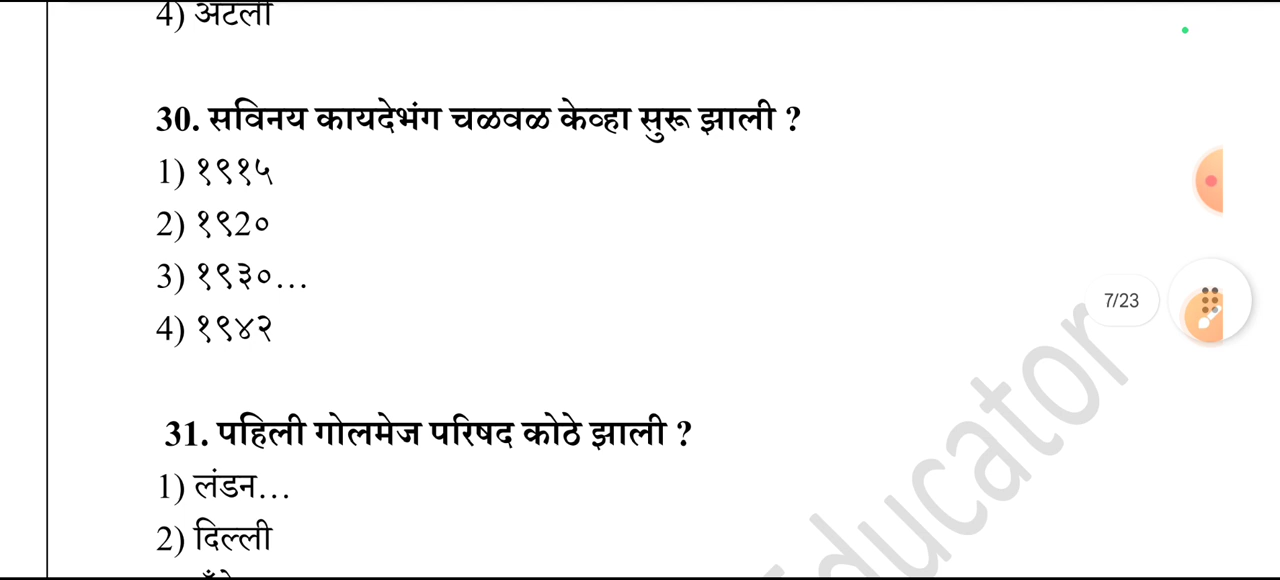 4) अटली
30. सविनय कायदेभंग चळवळ केव्हा सुरू झाली ?
1) १९१५
2) १९2०
3) १९३०...
4) १९४२
7/23
31. पहिली गोलमेज परिषद कोठे झाली ?
1) लंडन...
2) दिल्ली
Educator